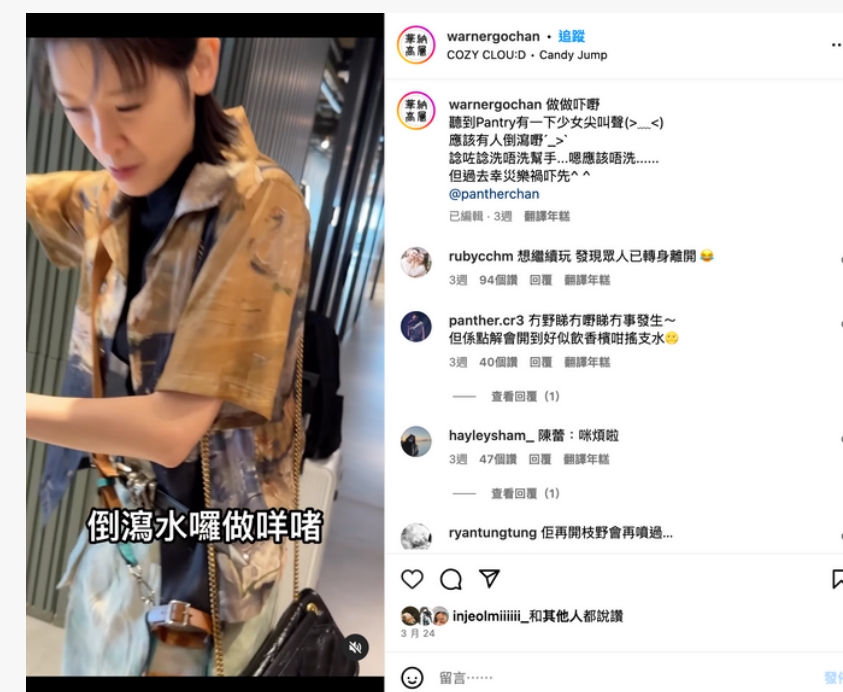 倒瀉水囉做咩啫
華納
高層
warnergochan • 追蹤
COZY CLOU:D • Candy Jump
華納
高層
warnergochan 做做吓嘢
聽到Pantry有一下少女尖叫聲(>﹏<)
應該有人倒瀉嘢´_>`
諗咗諗洗唔洗幫手...嗯應該唔洗......
但過去幸災樂禍吓先^ ^
@pantherchan
已編輯 · 3週 翻譯年糕
rubycchm 想繼續玩 發現眾人已轉身離開 😂
3週 94個讚 回覆 翻譯年糕
panther.cr3 冇野睇冇嘢睇冇事發生～
但係點解會開到好似飲香檳咁搖支水🤭
3週 40個讚 回覆 翻譯年糕
查看回覆（1）
hayleysham_ 陳蕾：咪煩啦
3週 47個讚 回覆 翻譯年糕
查看回覆（1）
ryantungtung 佢再開枝野會再噴過...
injeolmiiiiii_和其他人都說讚
3 月 24
留言⋯⋯